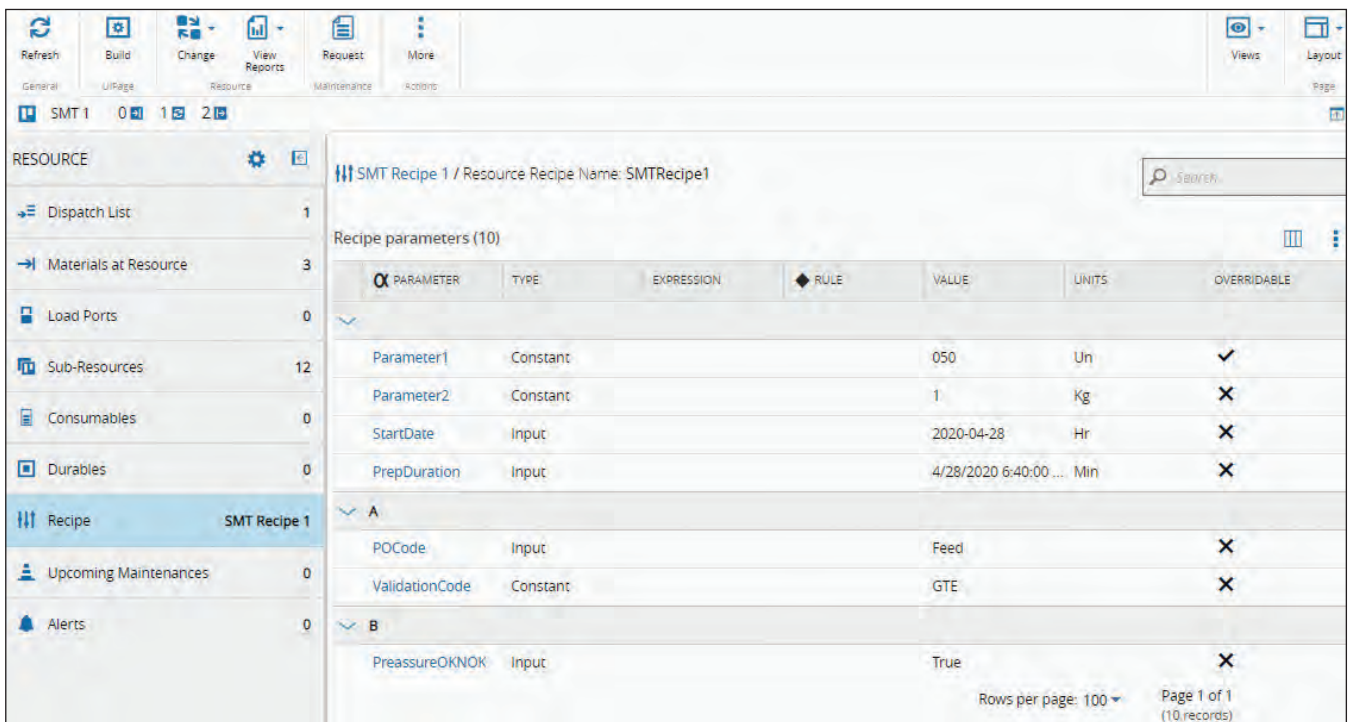 Refresh
Build
Change
View
Reports
Request
More
Views
Layout
General
UIPage
Resource
Maintenance
Actions
Page
SMT 1 0 1 2
RESOURCE
SMT Recipe 1 / Resource Recipe Name: SMTRecipe1
Search
Dispatch List 1
Recipe parameters (10)
Materials at Resource 3
PARAMETER TYPE EXPRESSION RULE VALUE UNITS OVERRIDABLE
Load Ports 0
Parameter1 Constant 050 Un
Sub-Resources 12
Parameter2 Constant 1 Kg
Consumables 0
StartDate Input 2020-04-28 Hr
Durables 0
PrepDuration Input 4/28/2020 6:40:00 ... Min
Recipe SMT Recipe 1
A
POCode Input Feed
Upcoming Maintenances 0
ValidationCode Constant GTE
Alerts 0
B
PreassureOKNOK Input True
Rows per page: 100
Page 1 of 1
(10 records)